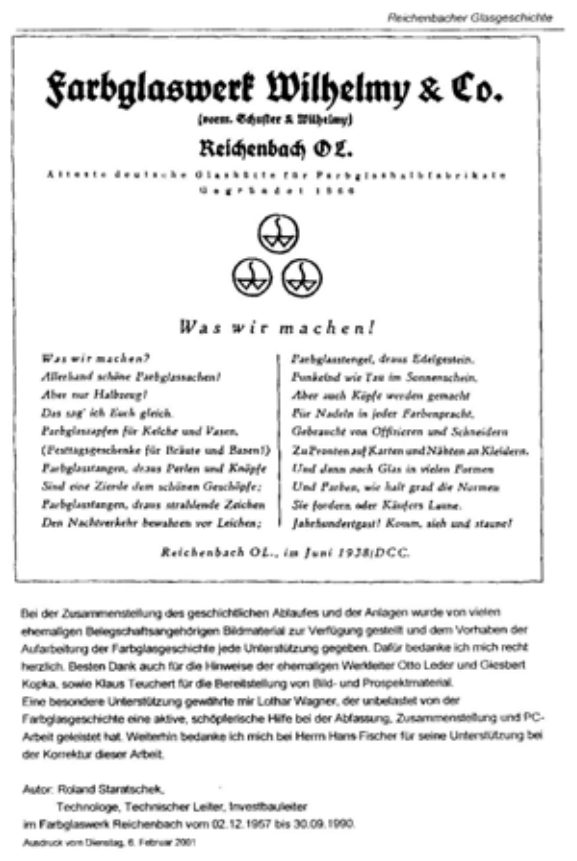 Reichenbacher Glasgeschichte
Farbglaswerk Wilhelmy & Co.
(vorm. Schuster & Wilhelmy)
Reichenbach OL.
Älteste deutsche Glashütte für Farbglashalbfabrikate
Gegründet 1866
Was wir machen!
Was wir machen?
Allerhand schöne Farbglassachen!
Aber nur Halbzeug!
Das sag' ich Euch gleich.
Farbglaszapfen für Kelche und Vasen,
(Festtagsgeschenke für Bräute und Basen!)
Farbglasstangen, draus Perlen und Knöpfe
Sind eine Zierde dem schönen Geschöpfe;
Farbglasstangen, draus strahlende Zeichen
Den Nachtverkehr bewahren vor Leichen;
Farbglasstengel, draus Edelgestein,
Funkelnd wie Tau im Sonnenschein,
Aber auch Köpfe werden gemacht
Für Nadeln in jeder Farbenpracht,
Gebraucht von Offizieren und Schneidern
Zu Fronten auf Karten und Nähten an Kleidern.
Und dann noch Glas in vielen Formen
Und Farben, wie halt grad die Normen
Sie fordern oder Käufers Laune.
Jahrhundertgast! Komm, sieh und staune!
Reichenbach OL., im Juni 1938/DCC.
Bei der Zusammenstellung des geschichtlichen Ablaufes und der Anlagen wurde von vielen
ehemaligen Belegschaftsangehörigen Bildmaterial zur Verfügung gestellt und dem Vorhaben der
Aufarbeitung der Farbglasgeschichte jede Unterstützung gegeben. Dafür bedanke ich mich recht
herzlich. Besten Dank auch für die Hinweise der ehemaligen Werkleiter Otto Leder und Giesbert
Kopka, sowie Klaus Teuchert für die Bereitstellung von Bild- und Prospektmaterial.
Eine besondere Unterstützung gewährte mir Lothar Wagner, der unbelastet von der
Farbglasgeschichte eine aktive, schöpferische Hilfe bei der Abfassung, Zusammenstellung und PC-
Arbeit geleistet hat. Weiterhin bedanke ich mich bei Herrn Hans Fischer für seine Unterstützung bei
der Korrektur dieser Arbeit.
Autor: Roland Staratschek,
Technologe, Technischer Leiter, Investbauleiter
im Farbglaswerk Reichenbach vom 02.12.1957 bis 30.09.1990.
Ausdruck vom Dienstag, 6. Februar 2001